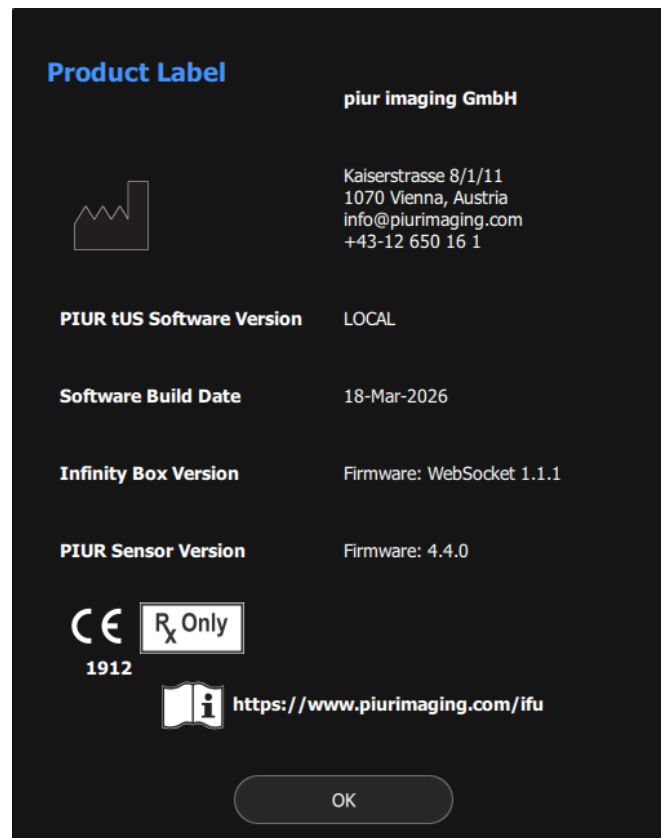 Product Label
piur imaging GmbH
Kaiserstrasse 8/1/11
1070 Vienna, Austria
info@piurimaging.com
+43-12 650 16 1
PIUR tUS Software Version LOCAL
Software Build Date 18-Mar-2026
Infinity Box Version Firmware: WebSocket 1.1.1
PIUR Sensor Version Firmware: 4.4.0
CE Rx Only
1912
i https://www.piurimaging.com/ifu
OK